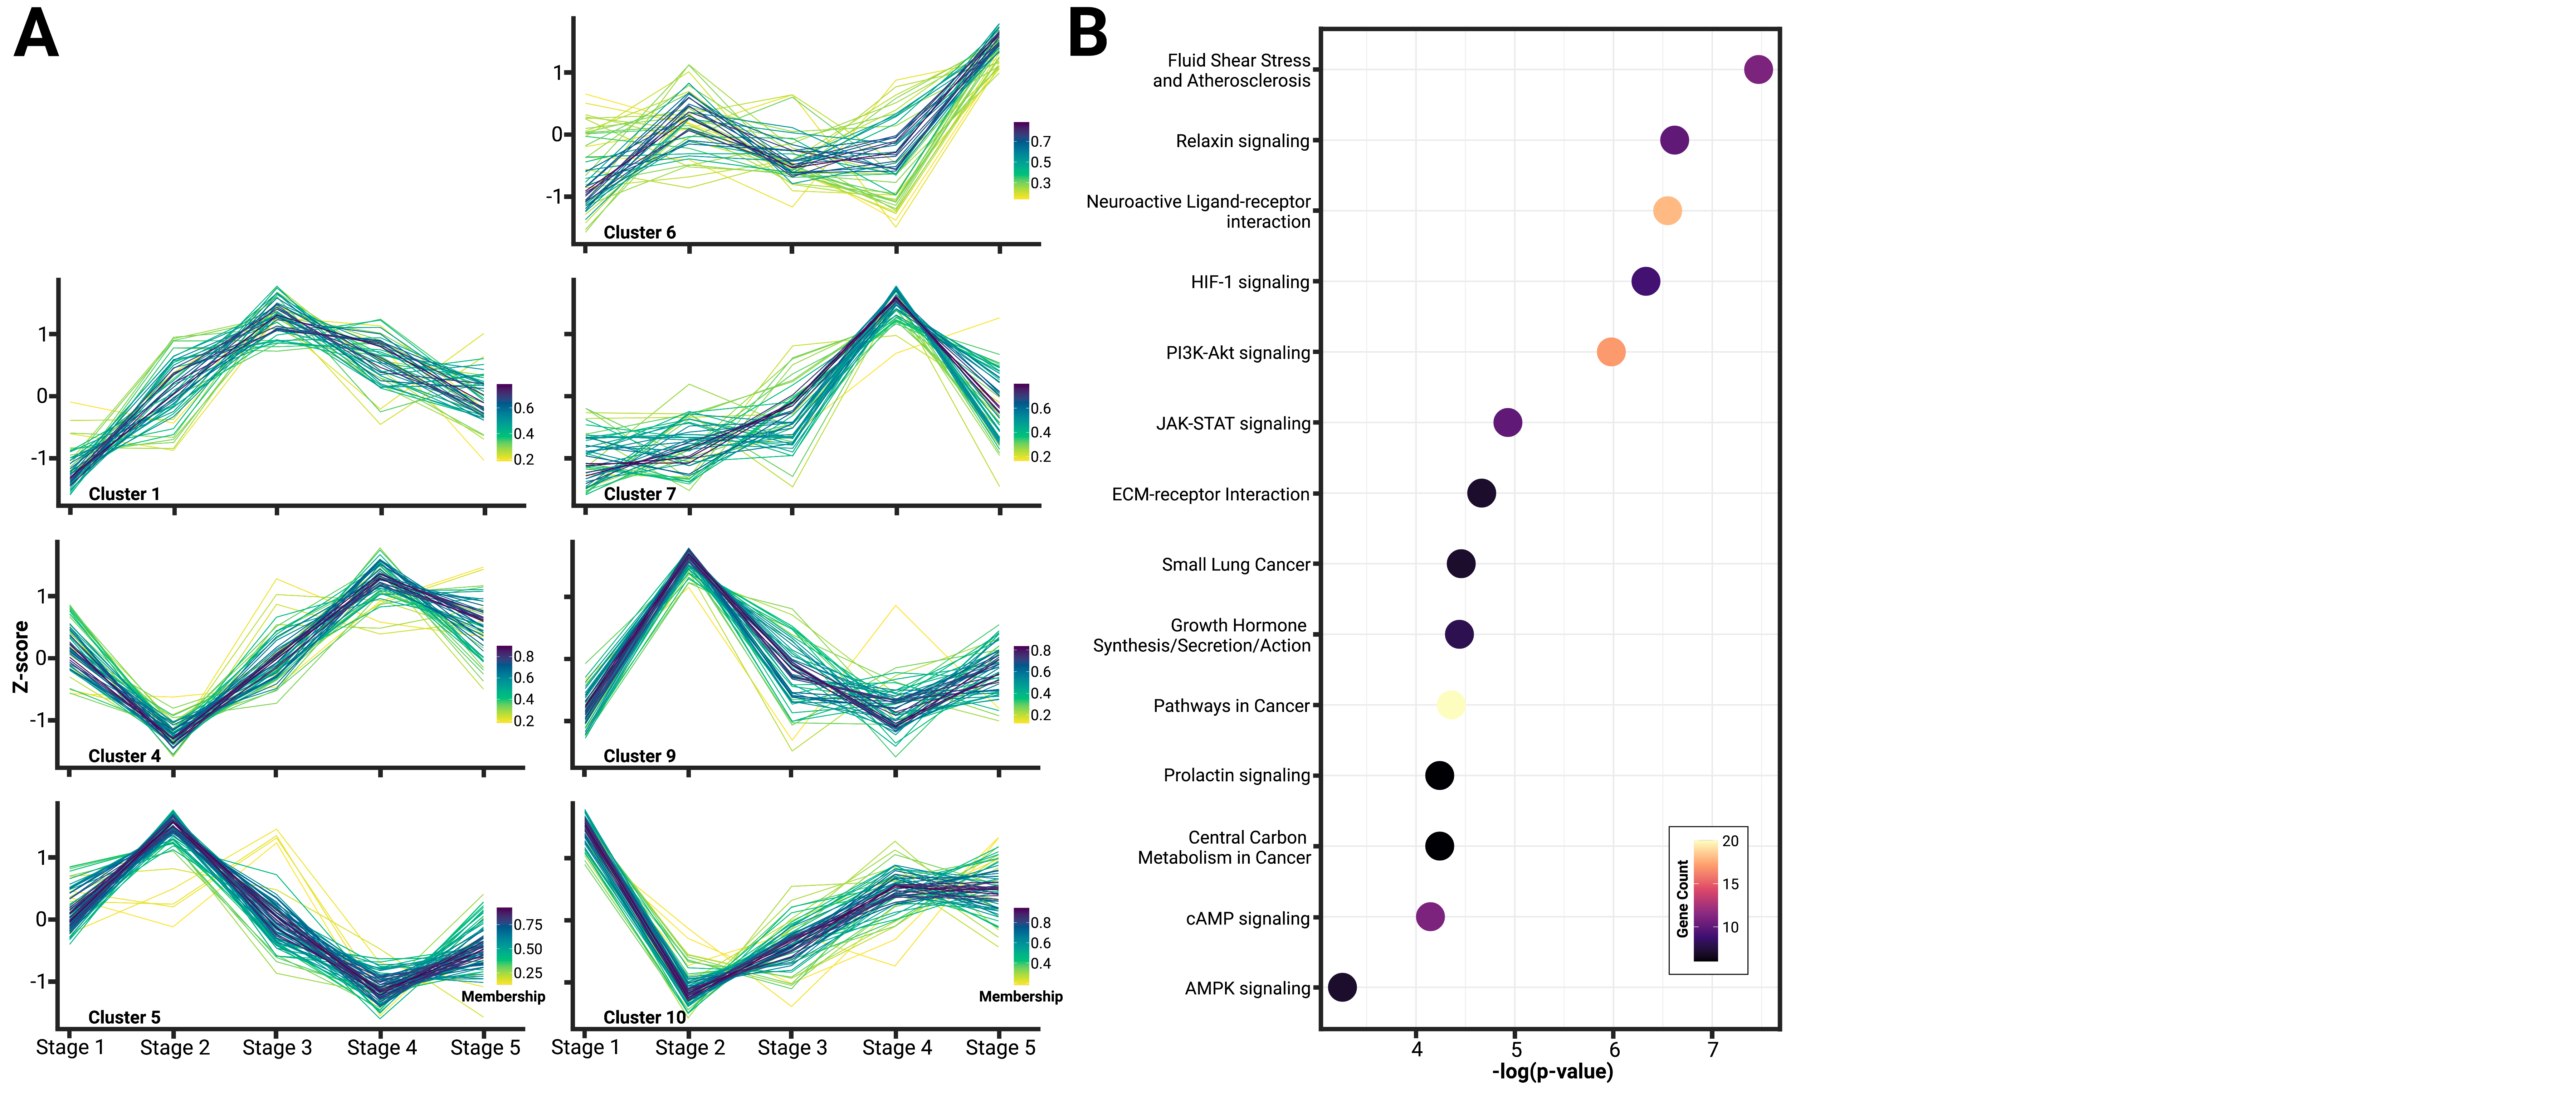 A
1
0
-1
0.7
0.5
0.3
Cluster 6
1
0
-1
0.6
0.4
0.2
Cluster 1
0.6
0.4
0.2
Cluster 7
Z-score
1
0
-1
0.8
0.6
0.4
0.2
Cluster 4
0.8
0.6
0.4
0.2
Cluster 9
1
0
-1
0.75
0.50
0.25
Membership
Cluster 5
0.8
0.6
0.4
Membership
Cluster 10
Stage 1 Stage 2 Stage 3 Stage 4 Stage 5
Stage 1 Stage 2 Stage 3 Stage 4 Stage 5
B
Fluid Shear Stress
and Atherosclerosis
Relaxin signaling
Neuroactive Ligand-receptor
interaction
HIF-1 signaling
PI3K-Akt signaling
JAK-STAT signaling
ECM-receptor Interaction
Small Lung Cancer
Growth Hormone
Synthesis/Secretion/Action
Pathways in Cancer
Prolactin signaling
Central Carbon
Metabolism in Cancer
cAMP signaling
AMPK signaling
Gene Count
20
15
10
4 5 6 7
-log(p-value)